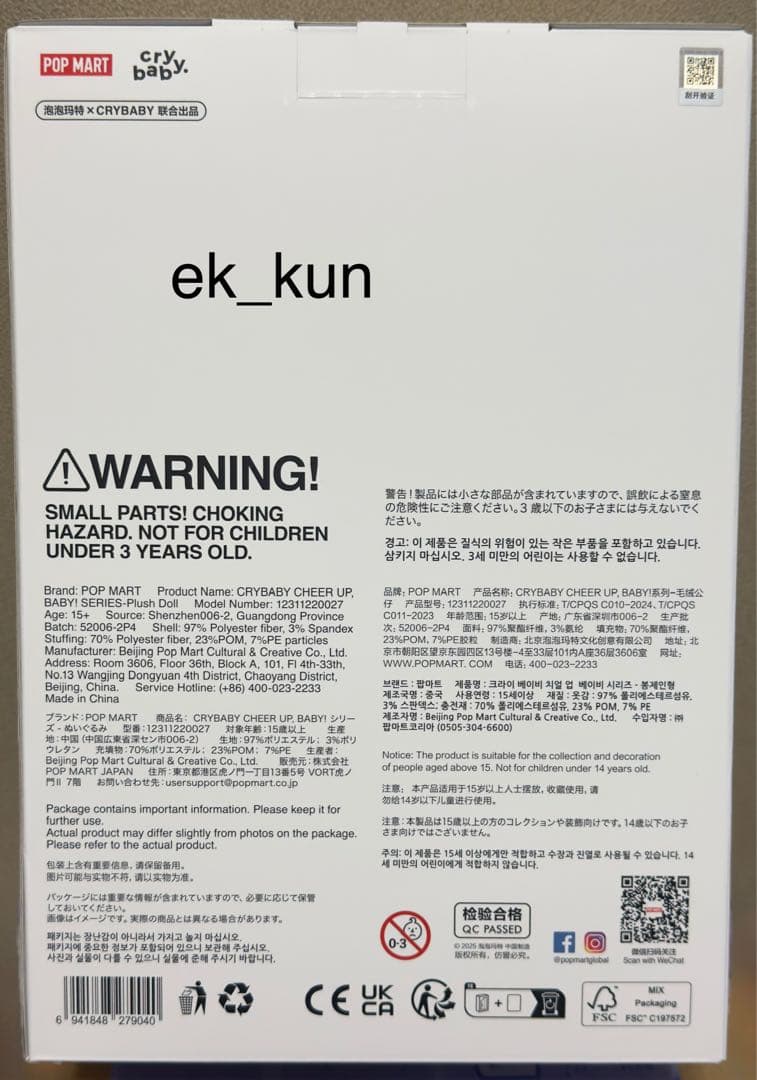 POP MART
cry
baby.
刮开验证
泡泡玛特×CRYBABY 联合出品
ek_kun
WARNING!
SMALL PARTS! CHOKING
HAZARD. NOT FOR CHILDREN
UNDER 3 YEARS OLD.
警告！製品には小さな部品が含まれていますので、誤飲による窒息
の危険性にご注意ください。3 歳以下のお子さまには与えないでく
ださい。
경고: 이 제품은 질식의 위험이 있는 작은 부품을 포함하고 있습니다.
삼키지 마십시오. 3세 미만의 어린이는 사용할 수 없습니다.
Brand: POP MART Product Name: CRYBABY CHEER UP,
BABY! SERIES-Plush Doll Model Number: 12311220027
Age: 15+ Source: Shenzhen006-2, Guangdong Province
Batch: 52006-2P4 Shell: 97% Polyester fiber, 3% Spandex
Stuffing: 70% Polyester fiber, 23%POM, 7%PE particles
Manufacturer: Beijing Pop Mart Cultural & Creative Co., Ltd.
Address: Room 3606, Floor 36th, Block A, 101, Fl 4th-33th,
No.13 Wangjing Dongyuan 4th District, Chaoyang District,
Beijing, China. Service Hotline: (+86) 400-023-2233
Made in China
ブランド:POP MART 商品名： CRYBABY CHEER UP, BABY! シリー
ズ - ぬいぐるみ 型番：12311220027 対象年齢：15歳以上 生産
地：中国 (中国広東省深セン市006-2) 生地：97%ポリエステル； 3%ポリ
ウレタン 充填物：70%ポリエステル； 23%POM； 7%PE 生産者：
Beijing Pop Mart Cultural & Creative Co., Ltd. 販売元：株式会社
POP MART JAPAN 住所：東京都港区虎ノ門一丁目13番5号 VORT虎ノ
門II 7階 お問い合わせ先：usersupport@popmart.co.jp
Package contains important information. Please keep it for
further use.
Actual product may differ slightly from photos on the package.
Please refer to the actual product.
包装上含有重要信息，请保留备用。
图片可能与实物不符，请以实物为准。
パッケージには重要な情報が含まれていますので、必要に応じて保管
しておいてください。
画像はイメージです。実際の商品とは異なる場合があります。
패키지는 장난감이 아니라서 가지고 놀지 마십시오.
패키지에 중요한 정보가 포함되어 있으니 보관해 주십시오.
사진과 실물이 다를 수 있으니 실물에 준해 주시기 바랍니다.
品牌：POP MART 产品名称：CRYBABY CHEER UP, BABY!系列-毛绒公
仔 产品型号：12311220027 执行标准：T/CPQS C010-2024、T/CPQS
C011-2023 年龄范围：15岁以上 产地：广东省深圳市006-2 生产批
次：52006-2P4 面料：97%聚酯纤维，3%氨纶 填充物：70%聚酯纤维，
23%POM，7%PE胶粒 制造商：北京泡泡玛特文化创意有限公司 地址：北
京市朝阳区望京东园四区13号楼-4至33层101内A座36层3606室 网址：
WWW.POPMART. COM 电话：400-023-2233
브랜드 : 팝마트 제품명 : 크라이 베이비 치얼 업 베이비 시리즈 - 봉제인형
제조국명 : 중국 사용연령 : 15세이상 재질 : 옷감 : 97% 폴리에스테르섬유,
3% 스판덱스; 충전재 : 70% 폴리에스테르섬유, 23% POM, 7% PE
제조자명 : Beijing Pop Mart Cultural & Creative Co., Ltd. 수입자명 : ㈜
팝마트코리아 (0505-304-6600)
Notice: The product is suitable for the collection and decoration
of people aged above 15. Not for children under 14 years old.
注意： 本产品适用于15岁以上人士摆放，收藏使用，请
勿给14岁以下儿童进行使用。
注意：本製品は15歳以上の方のコレクションや装飾向けです。14歳以下のお子
さま向けではございません。
주의: 이 제품은 15세 이상에게만 적합하고 수장과 진열로 사용될 수 있습니다. 14
세 미만의 어린이에게 적합하지 않습니다.
0-3
检验合格
QC PASSED
© 2025 泡泡玛特 中国制造
版权所有，仿冒必究。
@popmartglobal
微信扫码关注
Scan with WeChat
6 941848 279040
CE
UK
CA
FR
+
FSC
MIX
Packaging
FSC™ C197572